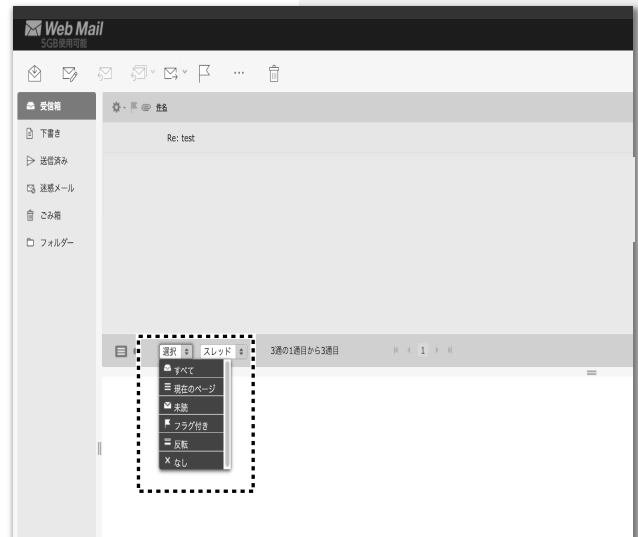 Web Mail
5GB使用可能
受信箱
件名
下書き
Re: test
送信済み
迷惑メール
ごみ箱
フォルダー
選択 スレッド 3通の1通目から3通目 1
すべて
現在のページ
未読
フラグ付き
反転
なし